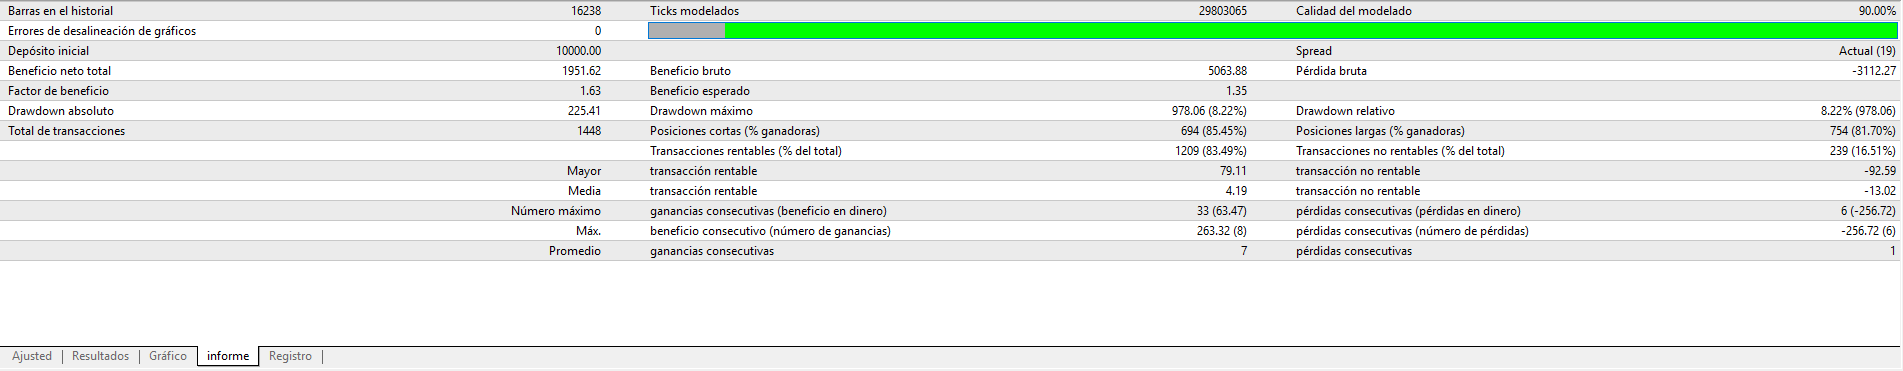 Barras en el historial 16238 Ticks modelados 29803065 Calidad del modelado 90.00%
Errores de desalineación de gráficos 0
Depósito inicial 10000.00 Spread Actual (19)
Beneficio neto total 1951.62 Beneficio bruto 5063.88 Pérdida bruta -3112.27
Factor de beneficio 1.63 Beneficio esperado 1.35
Drawdown absoluto 225.41 Drawdown máximo 978.06 (8.22%) Drawdown relativo 8.22% (978.06)
Total de transacciones 1448 Posiciones cortas (% ganadoras) 694 (85.45%) Posiciones largas (% ganadoras) 754 (81.70%)
Transacciones rentables (% del total) 1209 (83.49%) Transacciones no rentables (% del total) 239 (16.51%)
Mayor transacción rentable 79.11 transacción no rentable -92.59
Media transacción rentable 4.19 transacción no rentable -13.02
Número máximo ganancias consecutivas (beneficio en dinero) 33 (63.47) pérdidas consecutivas (pérdidas en dinero) 6 (-256.72)
Máx. beneficio consecutivo (número de ganancias) 263.32 (8) pérdidas consecutivas (número de pérdidas) -256.72 (6)
Promedio ganancias consecutivas 7 pérdidas consecutivas 1
Ajusted | Resultados | Gráfico | informe | Registro |